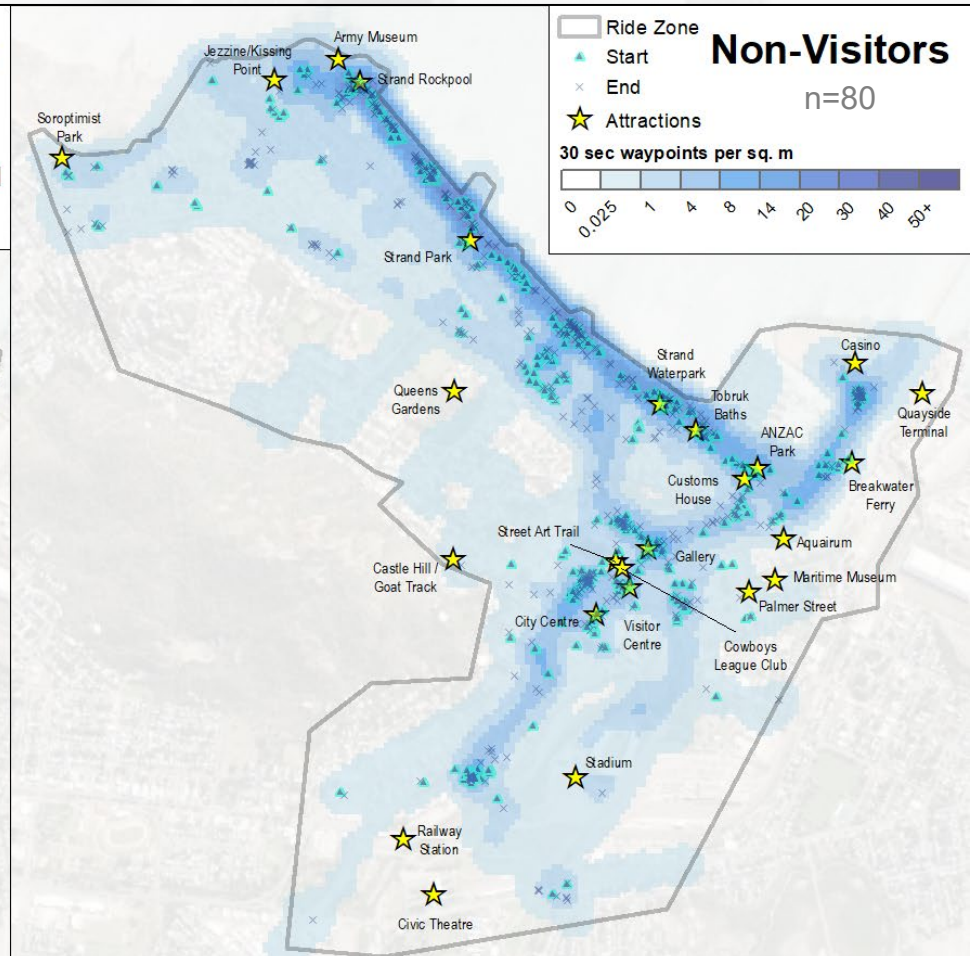 Ride Zone
Start
End
Attractions
Non-Visitors
n=80
30 sec waypoints per sq. m
0
0.025
1
4
8
14
20
30
40
50+
Army Museum
Jezzine/Kissing
Point
Strand Rockpool
Soroptimist
Park
Strand Park
Casino
Strand
Waterpark
Queens
Gardens
Tobruk
Baths
Quayside
Terminal
ANZAC
Park
Customs
House
Breakwater
Ferry
Street Art Trail
Gallery
Aquairum
Castle Hill /
Goat Track
Maritime Museum
Palmer Street
City Centre
Visitor
Centre
Cowboys
League Club
Stadium
Railway
Station
Civic Theatre